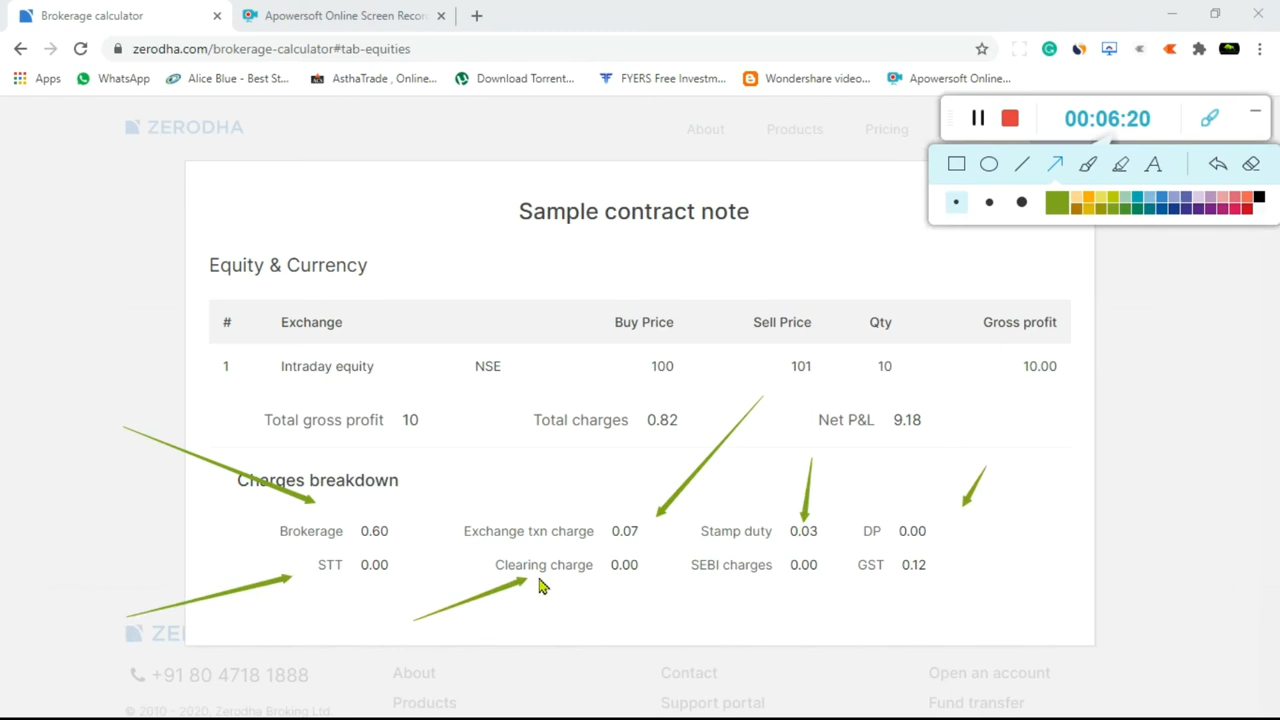 Brokerage calculator
Apowersoft Online Screen Recor
zerodha.com/brokerage-calculator#tab-equities
Apps WhatsApp Alice Blue - Best St... AsthaTrade , Online... Download Torrent... FYERS Free Investm... Wondershare video... Apowersoft Online...
00:06:20
A
ZERODHA About Products Pricing
Sample contract note
Equity & Currency
# Exchange Buy Price Sell Price Qty Gross profit
1 Intraday equity NSE 100 101 10 10.00
Total gross profit 10 Total charges 0.82 Net P&L 9.18
Charges breakdown
Brokerage 0.60 Exchange txn charge 0.07 Stamp duty 0.03 DP 0.00
STT 0.00 Clearing charge 0.00 SEBI charges 0.00 GST 0.12
ZE
+91 80 4718 1888 About Contact Open an account
© 2010 - 2020, Zerodha Broking Ltd. Products Support portal Fund transfer